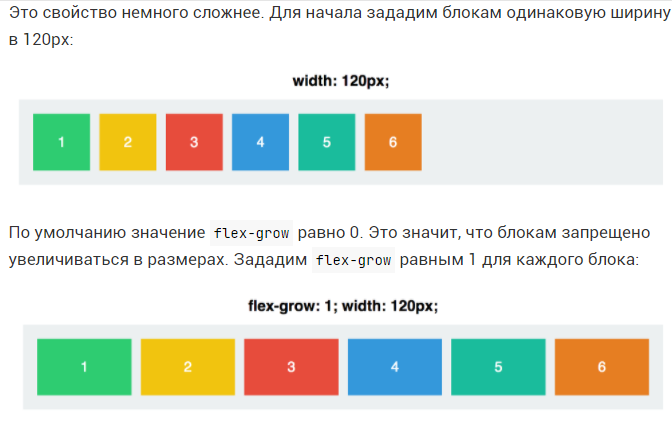 Это свойство немного сложнее. Для начала зададим блокам одинаковую ширину
в 120px:
width: 120px;
1 2 3 4 5 6
По умолчанию значение flex-grow равно 0. Это значит, что блокам запрещено
увеличиваться в размерах. Зададим flex-grow равным 1 для каждого блока:
flex-grow: 1; width: 120px;
1 2 3 4 5 6